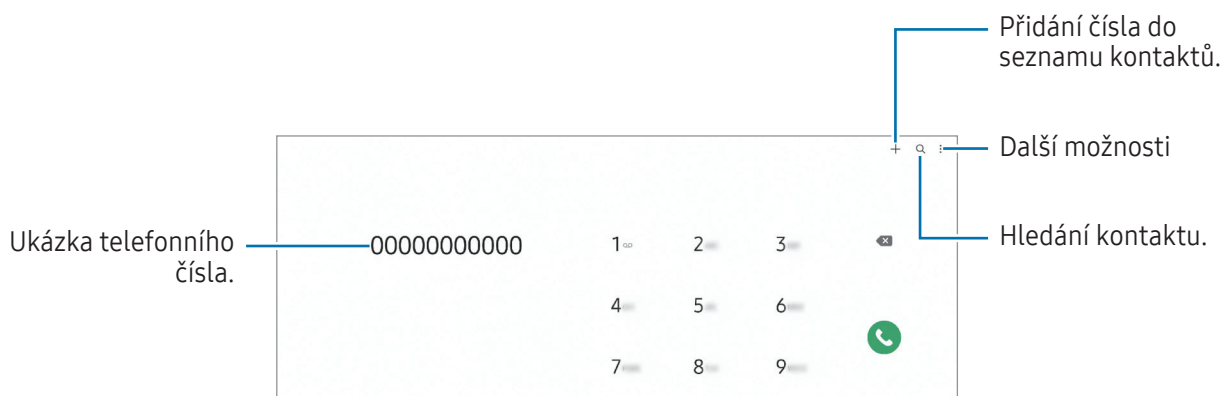 Přidání čísla do
seznamu kontaktů.
Další možnosti
Ukázka telefonního
čísla.
00000000000
1 2 3
Hledání kontaktu.
4 5 6
7 8 9